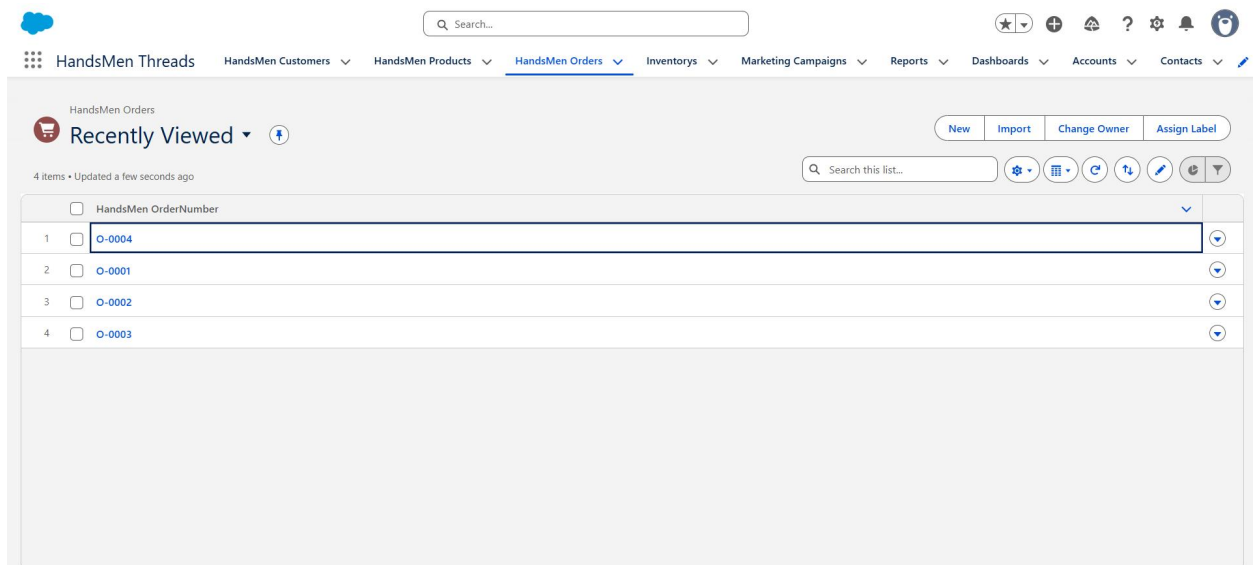 Search...
HandsMen Threads HandsMen Customers HandsMen Products HandsMen Orders Inventorys Marketing Campaigns Reports Dashboards Accounts Contacts
HandsMen Orders
Recently Viewed
New Import Change Owner Assign Label
4 items • Updated a few seconds ago
Search this list...
HandsMen OrderNumber
1 O-0004
2 O-0001
3 O-0002
4 O-0003